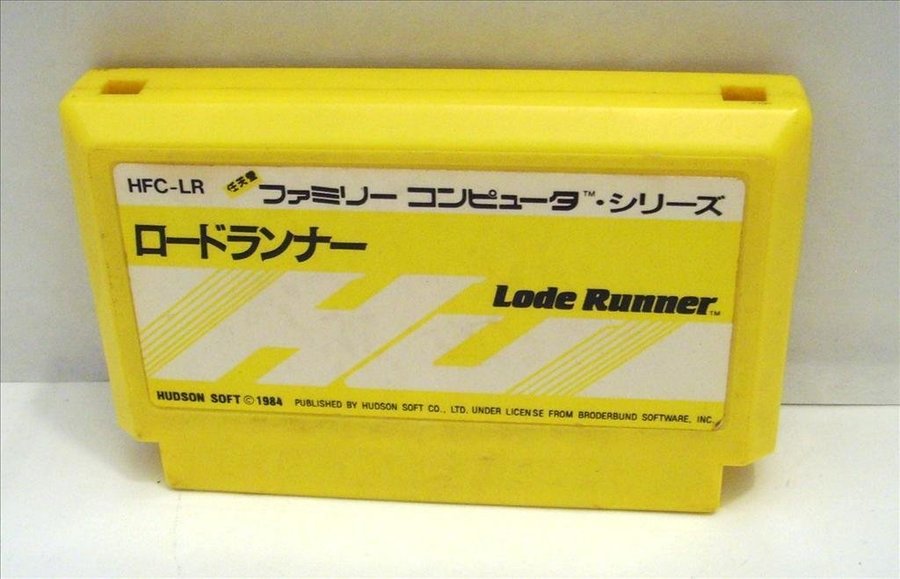 HFC-LR 任天堂 ファミリー コンピュータ™・シリーズ
ロードランナー
Lode Runner™
HU
HUDSON SOFT © 1984 PUBLISHED BY HUDSON SOFT CO., LTD. UNDER LICENSE FROM BRODERBUND SOFTWARE, INC.